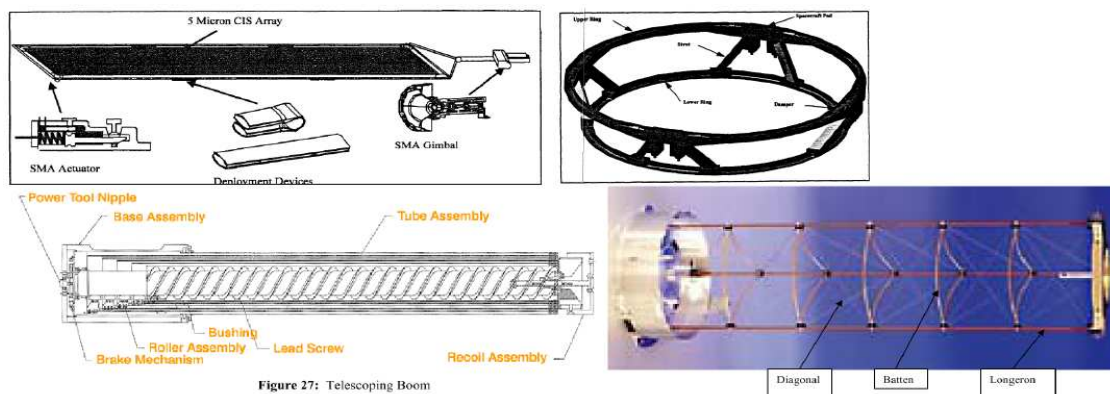 5 Micron CIS Array
SMA Actuator
Deployment Devices
SMA Gimbal
Upper Ring
Spacecraft Pad
Strut
Lower Ring
Damper
Power Tool Nipple
Base Assembly
Tube Assembly
Bushing
Roller Assembly
Lead Screw
Brake Mechanism
Recoil Assembly
Figure 27: Telescoping Boom
Diagonal
Batten
Longeron